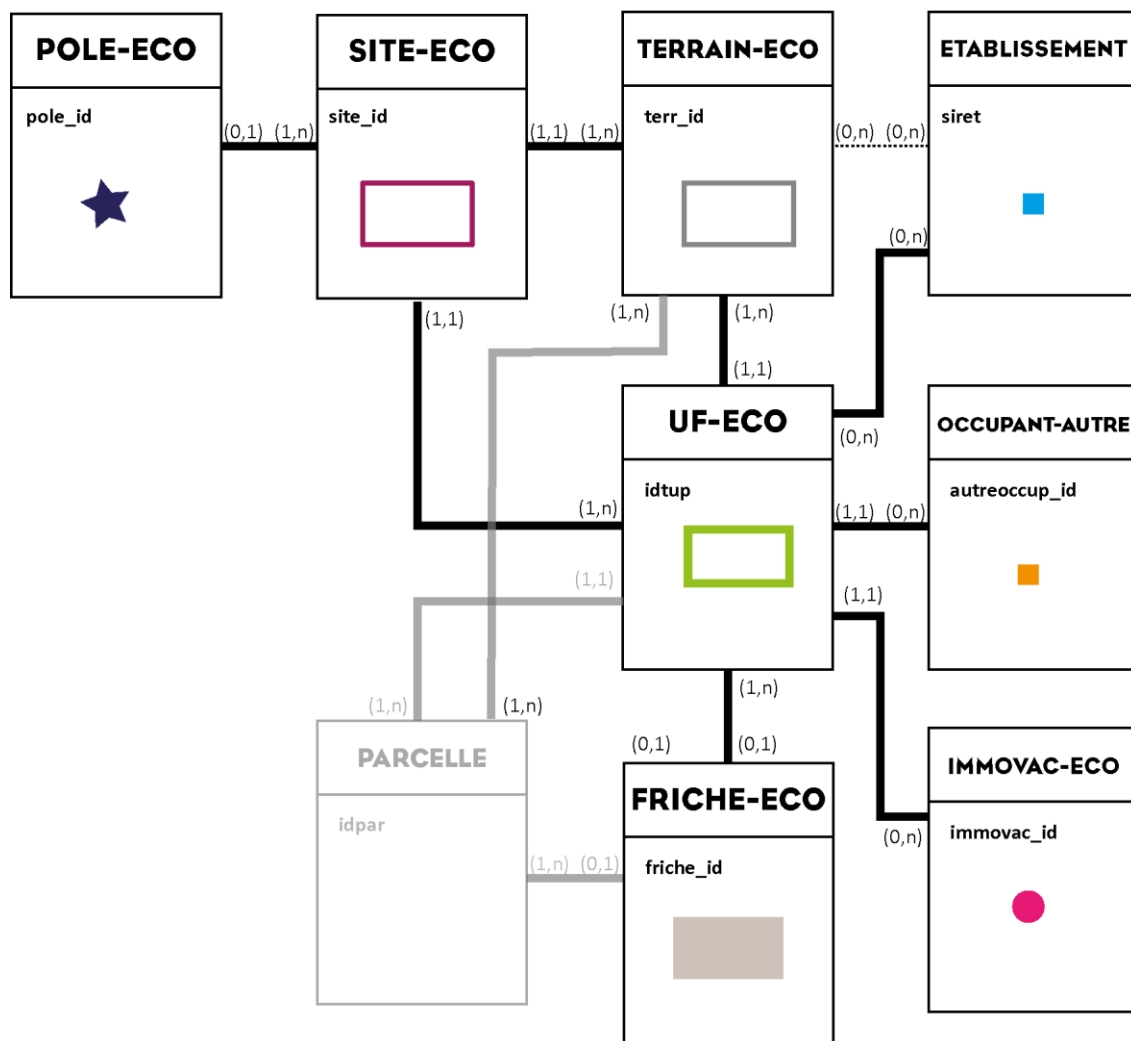 POLE-ECO
SITE-ECO
TERRAIN-ECO
ETABLISSEMENT
pole_id
site_id
terr_id
siret
(0,1) (1,n)
(1,1) (1,n)
(0,n) (0,n)
(0,n)
(1,1)
(1,n)
(1,n)
(1,1)
UF-ECO
OCCUPANT-AUTRE
(0,n)
idtup
autreoccup_id
(1,n)
(1,1) (0,n)
(1,1)
(1,1)
(1,n)
(1,n)
(1,n)
PARCELLE
(0,1)
(0,1)
IMMOVAC-ECO
FRICHE-ECO
idpar
(0,n)
immovac_id
(1,n) (0,1)
friche_id